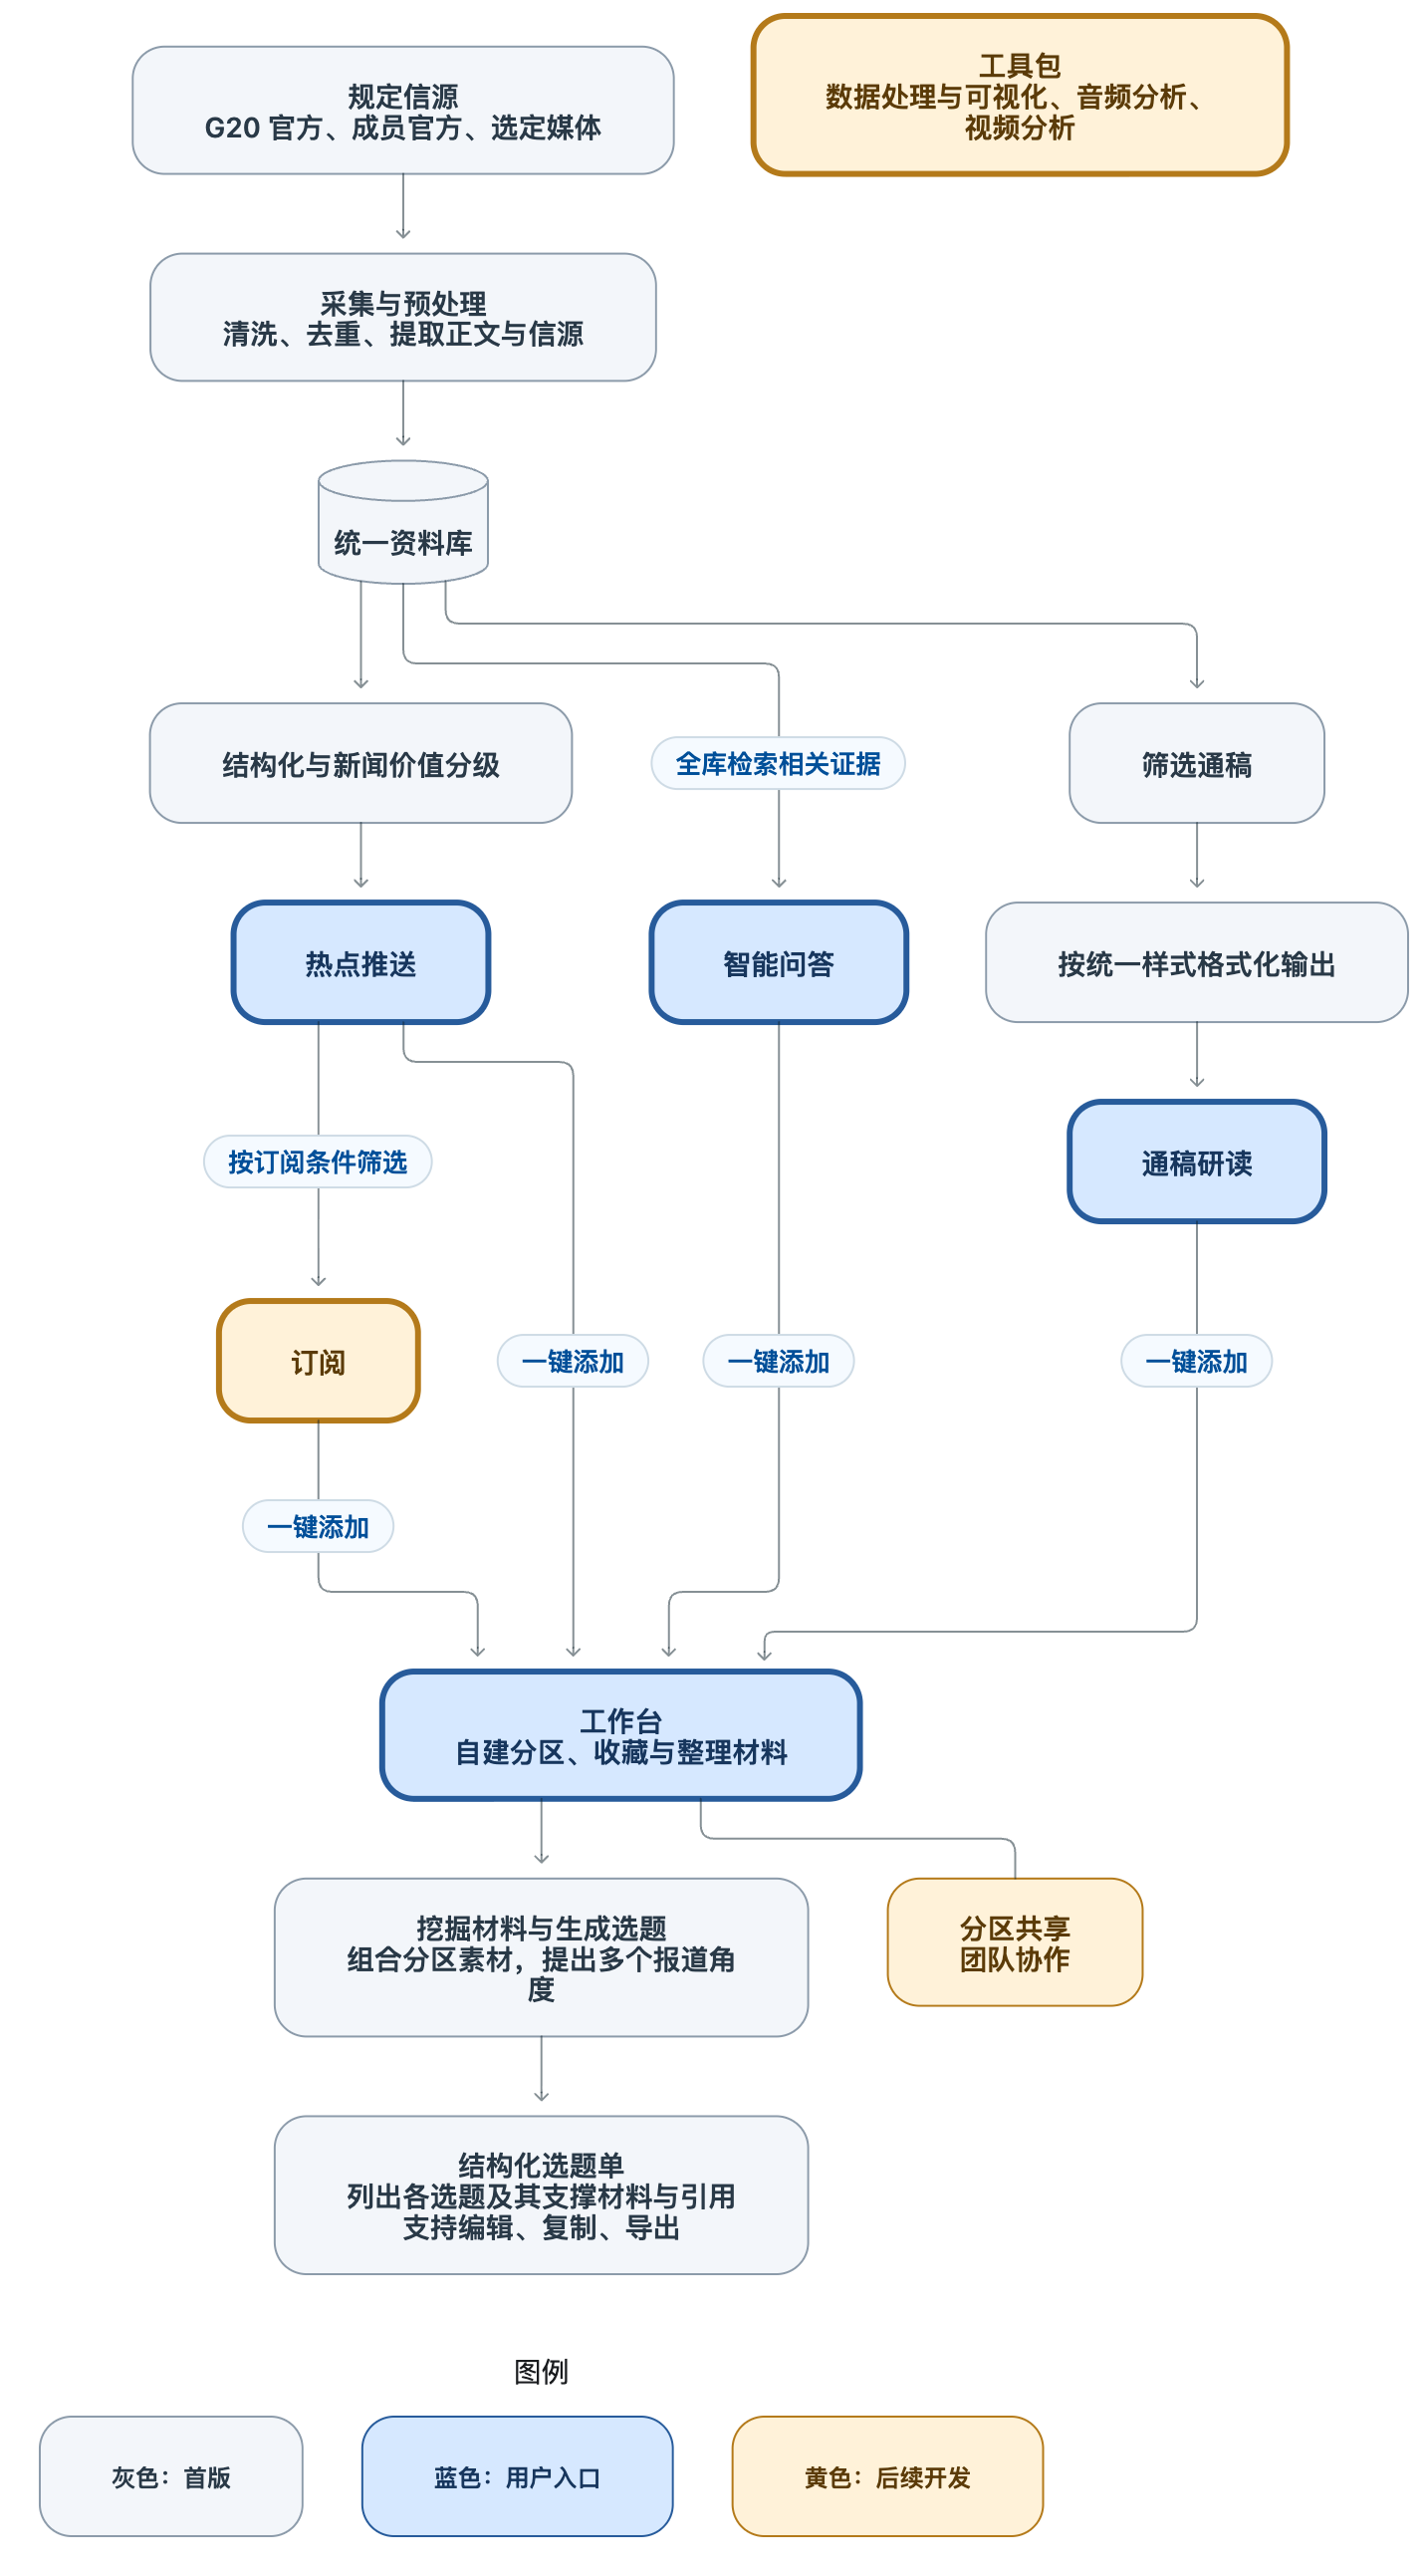 规定信源
G20 官方、成员官方、选定媒体
工具包
数据处理与可视化、音频分析、
视频分析
采集与预处理
清洗、去重、提取正文与信源
统一资料库
结构化与新闻价值分级
全库检索相关证据
筛选通稿
热点推送
智能问答
按统一样式格式化输出
按订阅条件筛选
通稿研读
订阅
一键添加
一键添加
一键添加
一键添加
工作台
自建分区、收藏与整理材料
挖掘材料与生成选题
组合分区素材，提出多个报道角
度
分区共享
团队协作
结构化选题单
列出各选题及其支撑材料与引用
支持编辑、复制、导出
图例
灰色：首版
蓝色：用户入口
黄色：后续开发